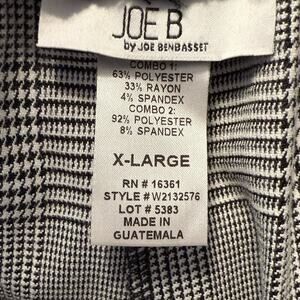 JOE B
by JOE BENBASSET
COMBO 1:
63% POLYESTER
33% RAYON
4% SPANDEX
COMBO 2:
92% POLYESTER
8% SPANDEX
X-LARGE
RN # 16361
STYLE # W2132576
LOT # 5383
MADE IN
GUATEMALA